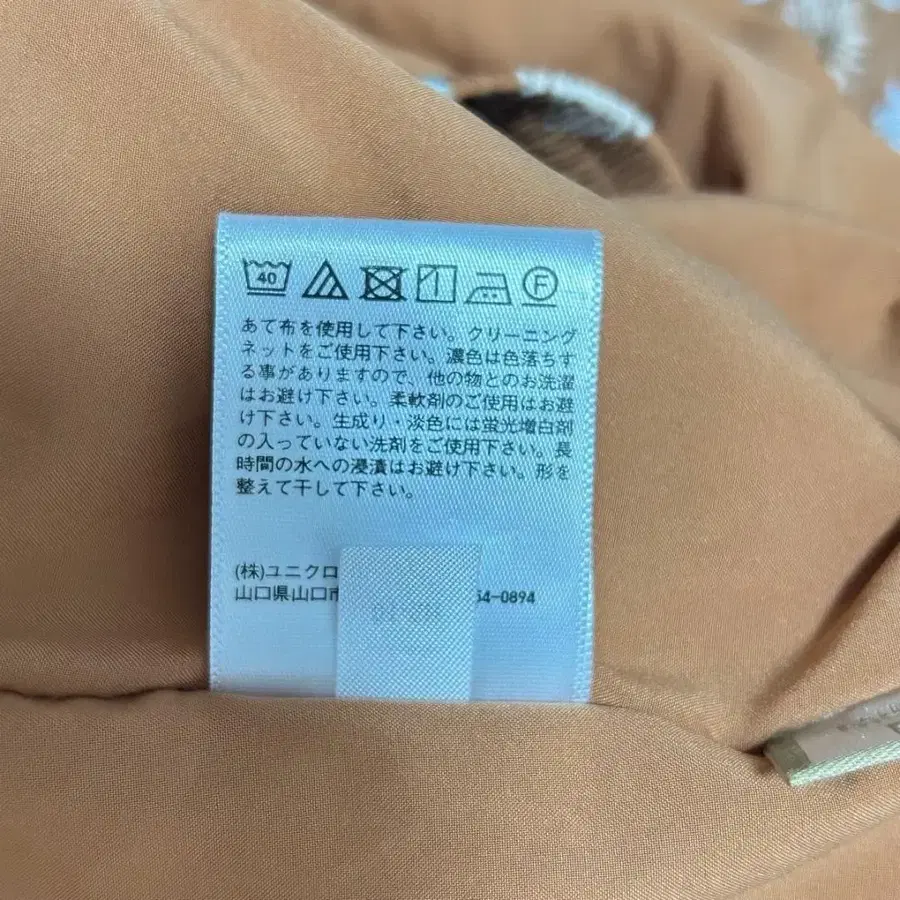 40
F
あて布を使用して下さい。クリーニング
ネットをご使用下さい。濃色は色落ちす
る事がありますので、他の物とのお洗濯
はお避け下さい。柔軟剤のご使用はお避
け下さい。生成り・淡色には蛍光増白剤
の入っていない洗剤をご使用下さい。長
時間の水への浸漬はお避け下さい。形を
整えて干して下さい。
(株)ユニクロ
山口県山口市 54-0894